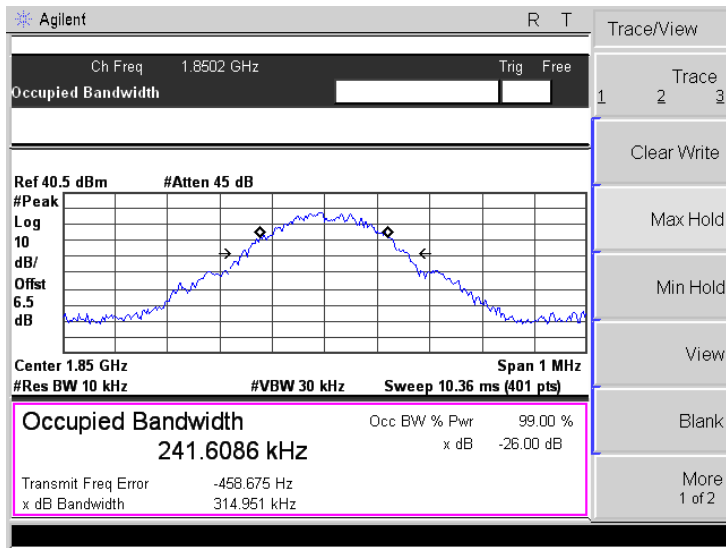 Agilent R T
Ch Freq 1.8502 GHz Trig Free
Occupied Bandwidth
Ref 40.5 dBm #Atten 45 dB
#Peak
Log
10
dB/
Offst
6.5
dB
Center 1.85 GHz Span 1 MHz
#Res BW 10 kHz #VBW 30 kHz Sweep 10.36 ms (401 pts)
Occupied Bandwidth Occ BW % Pwr 99.00 %
241.6086 kHz x dB -26.00 dB
Transmit Freq Error -458.675 Hz
x dB Bandwidth 314.951 kHz
Trace/View
Trace
1 2 3
Clear Write
Max Hold
Min Hold
View
Blank
More
1 of 2